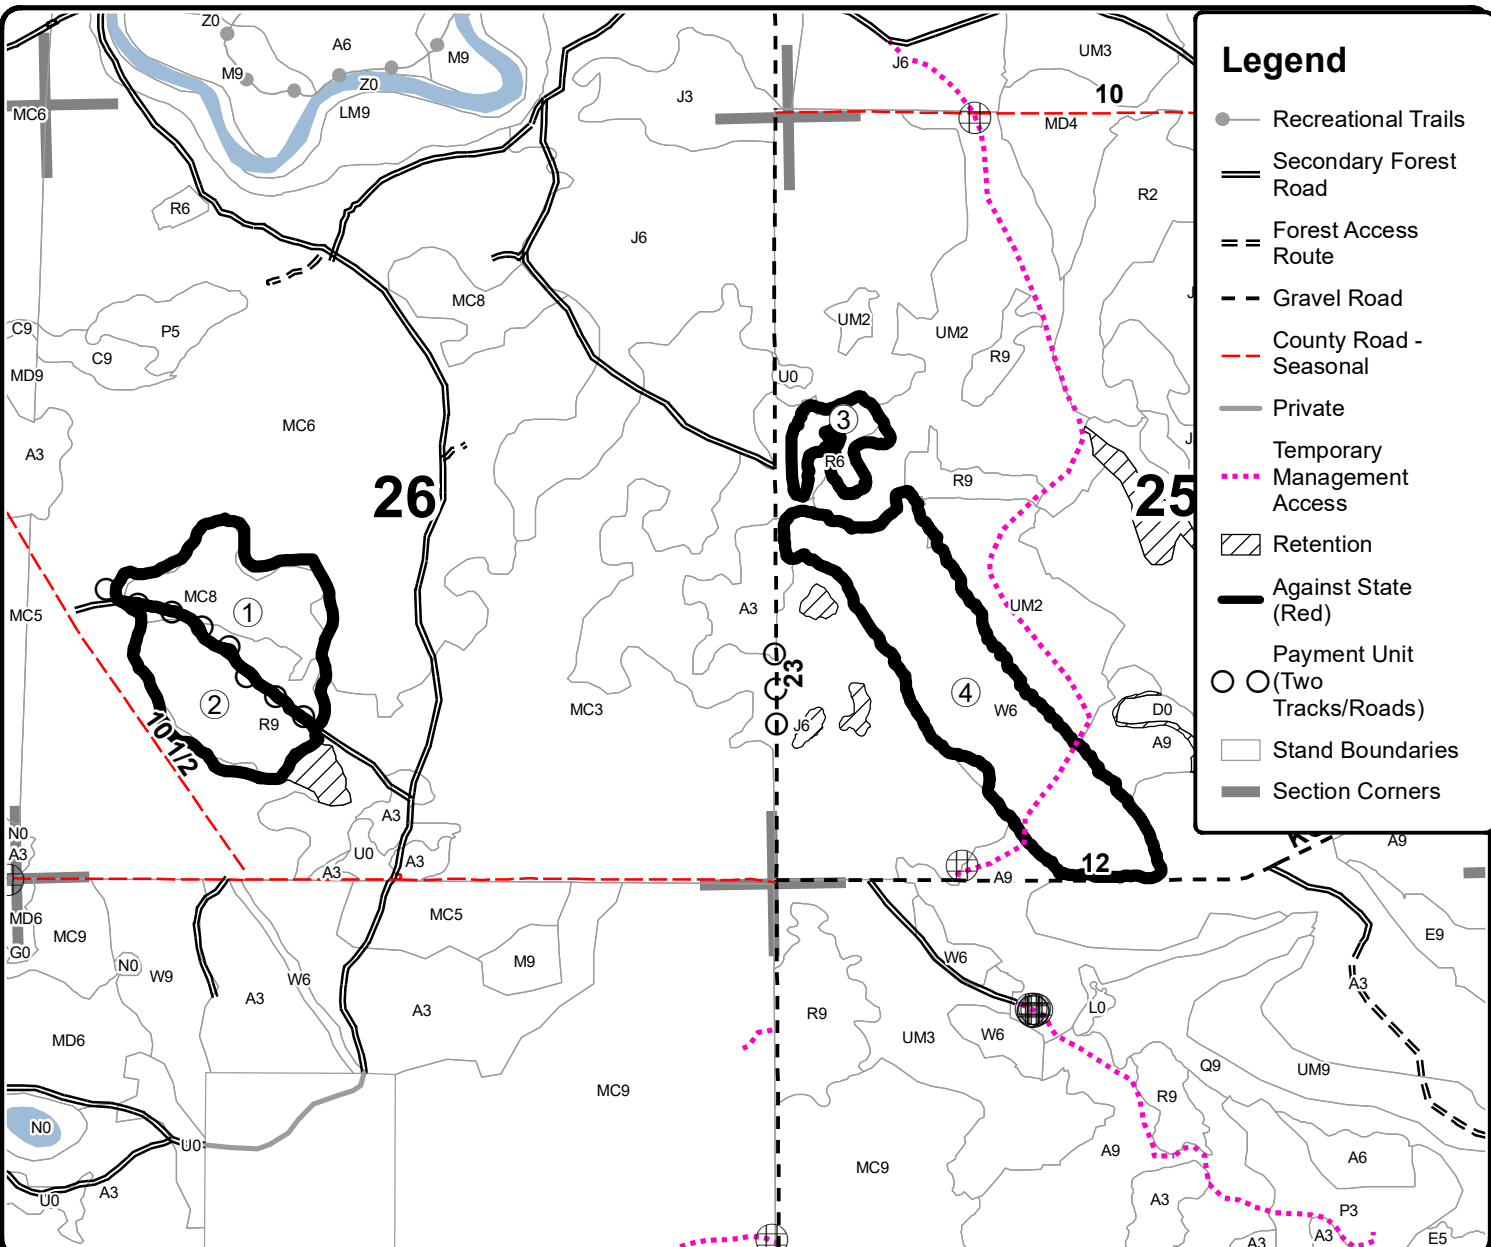 Z0
A6
M9
M9
Z0
LM9
MC6
J3
J6
UM3
10
MD4
R2
R6
J6
MC8
C9
P5
C9
MD9
UM2
UM2
R9
U0
MC6
A3
3
R6
R9
26
25
MC8
1
MC5
A3
UM2
23
2
R9
10 1/2
MC3
J6
4
W6
D0
A9
N0
A3
A3
U0
A3
A3
A9
12
A9
MD6
MC9
G0
N0
W9
A3
W6
MC5
M9
A3
W6
E9
A3
MD6
R9
UM3
W6
L0
Q9
UM9
MC9
R9
N0
U0
A3
U0
MC9
A9
A6
A3
P3
A3
A3
E5
Legend
Recreational Trails
Secondary Forest
Road
Forest Access
Route
Gravel Road
County Road -
Seasonal
Private
Temporary
Management
Access
Retention
Against State
(Red)
Payment Unit
(Two
Tracks/Roads)
Stand Boundaries
Section Corners